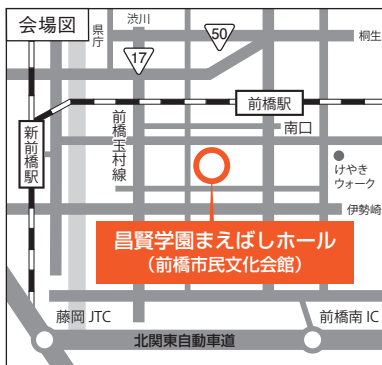 会場図
県庁
渋川
17
50
桐生
前橋駅
南口
新前橋駅
前橋玉村線
けやき
ウォーク
伊勢崎
昌賢学園まえばしホール
（前橋市民文化会館）
藤岡 JTC
前橋南 IC
北関東自動車道